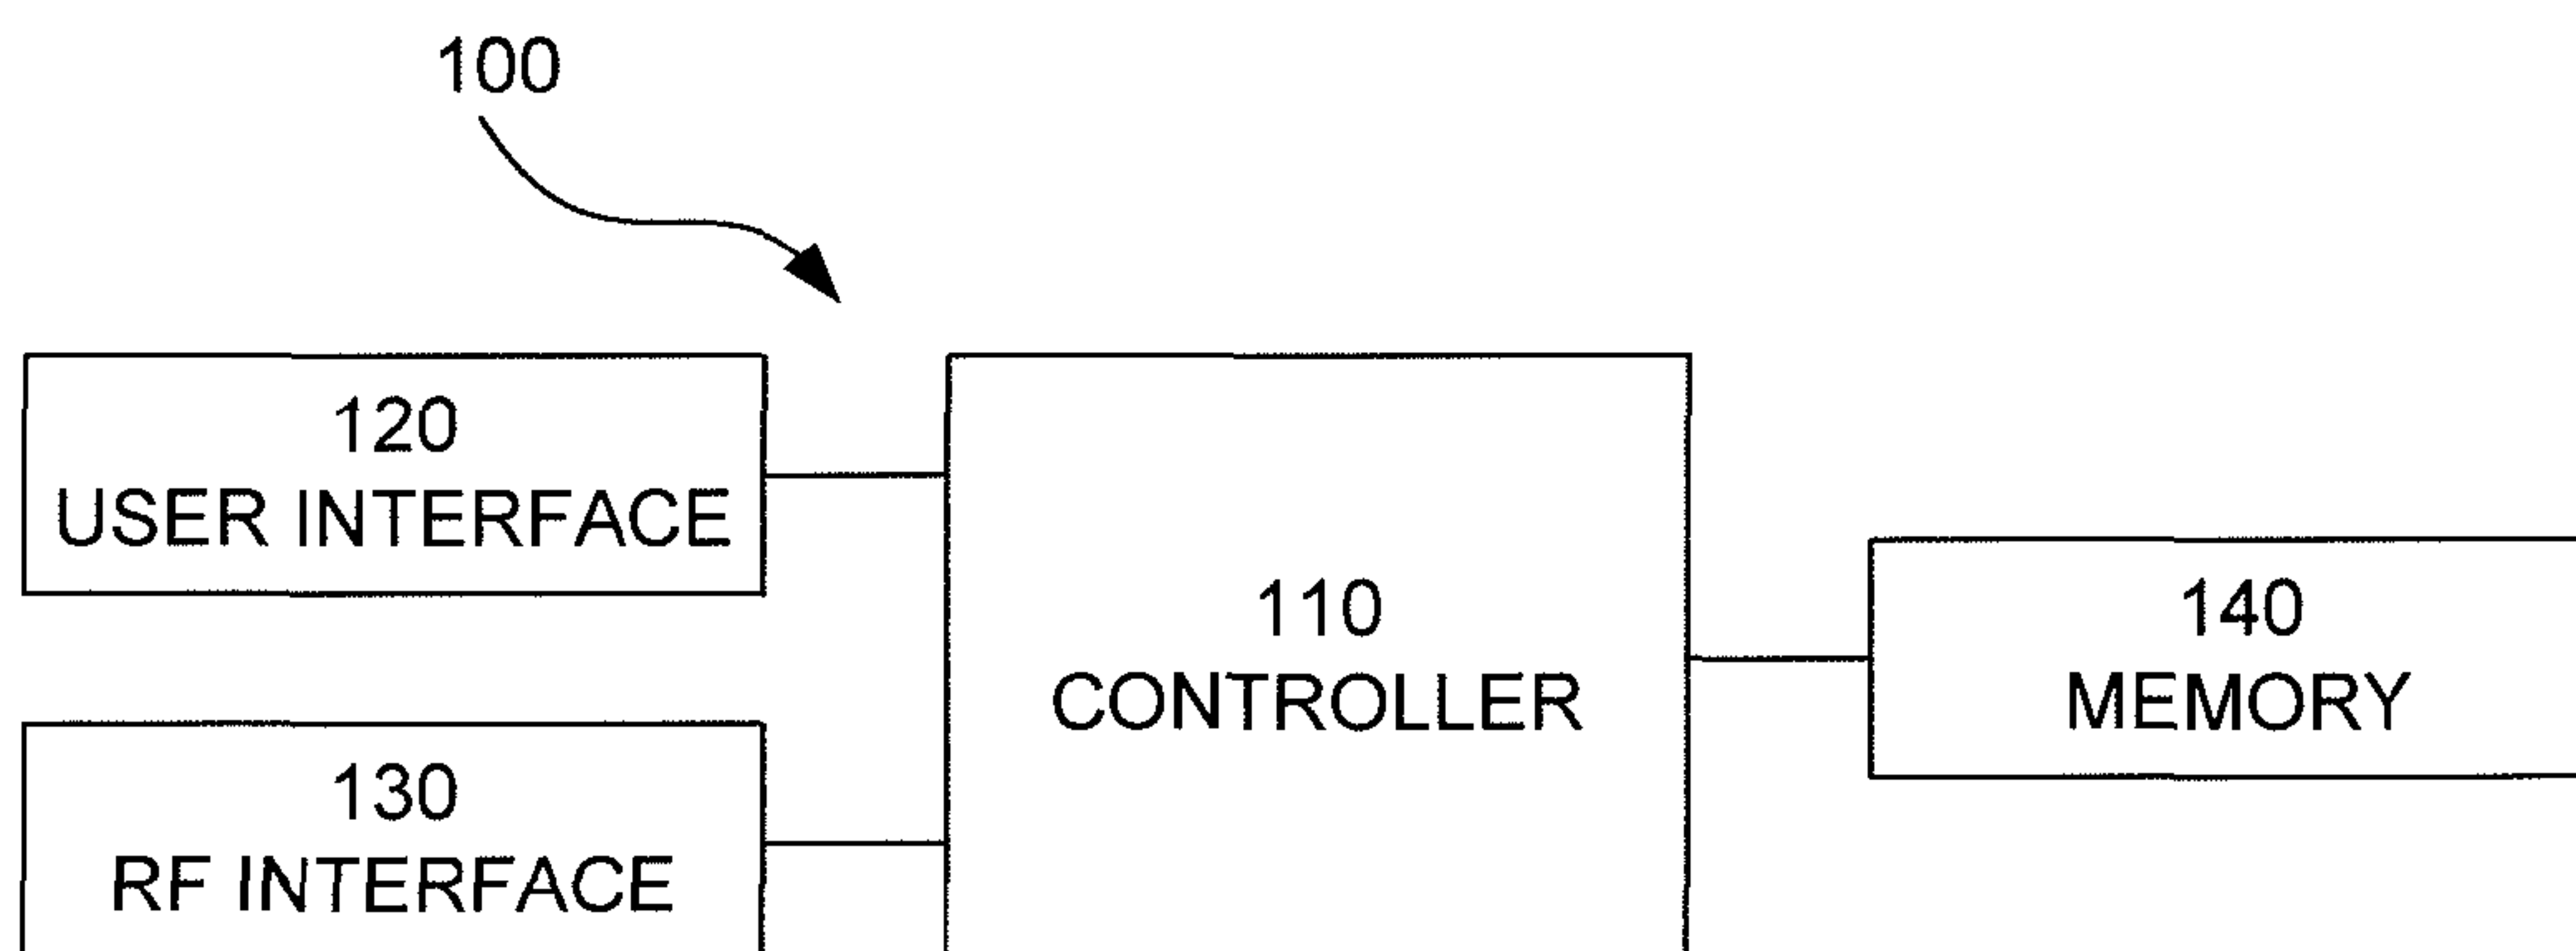 100
120
USER INTERFACE
110
CONTROLLER
140
MEMORY
130
RF INTERFACE